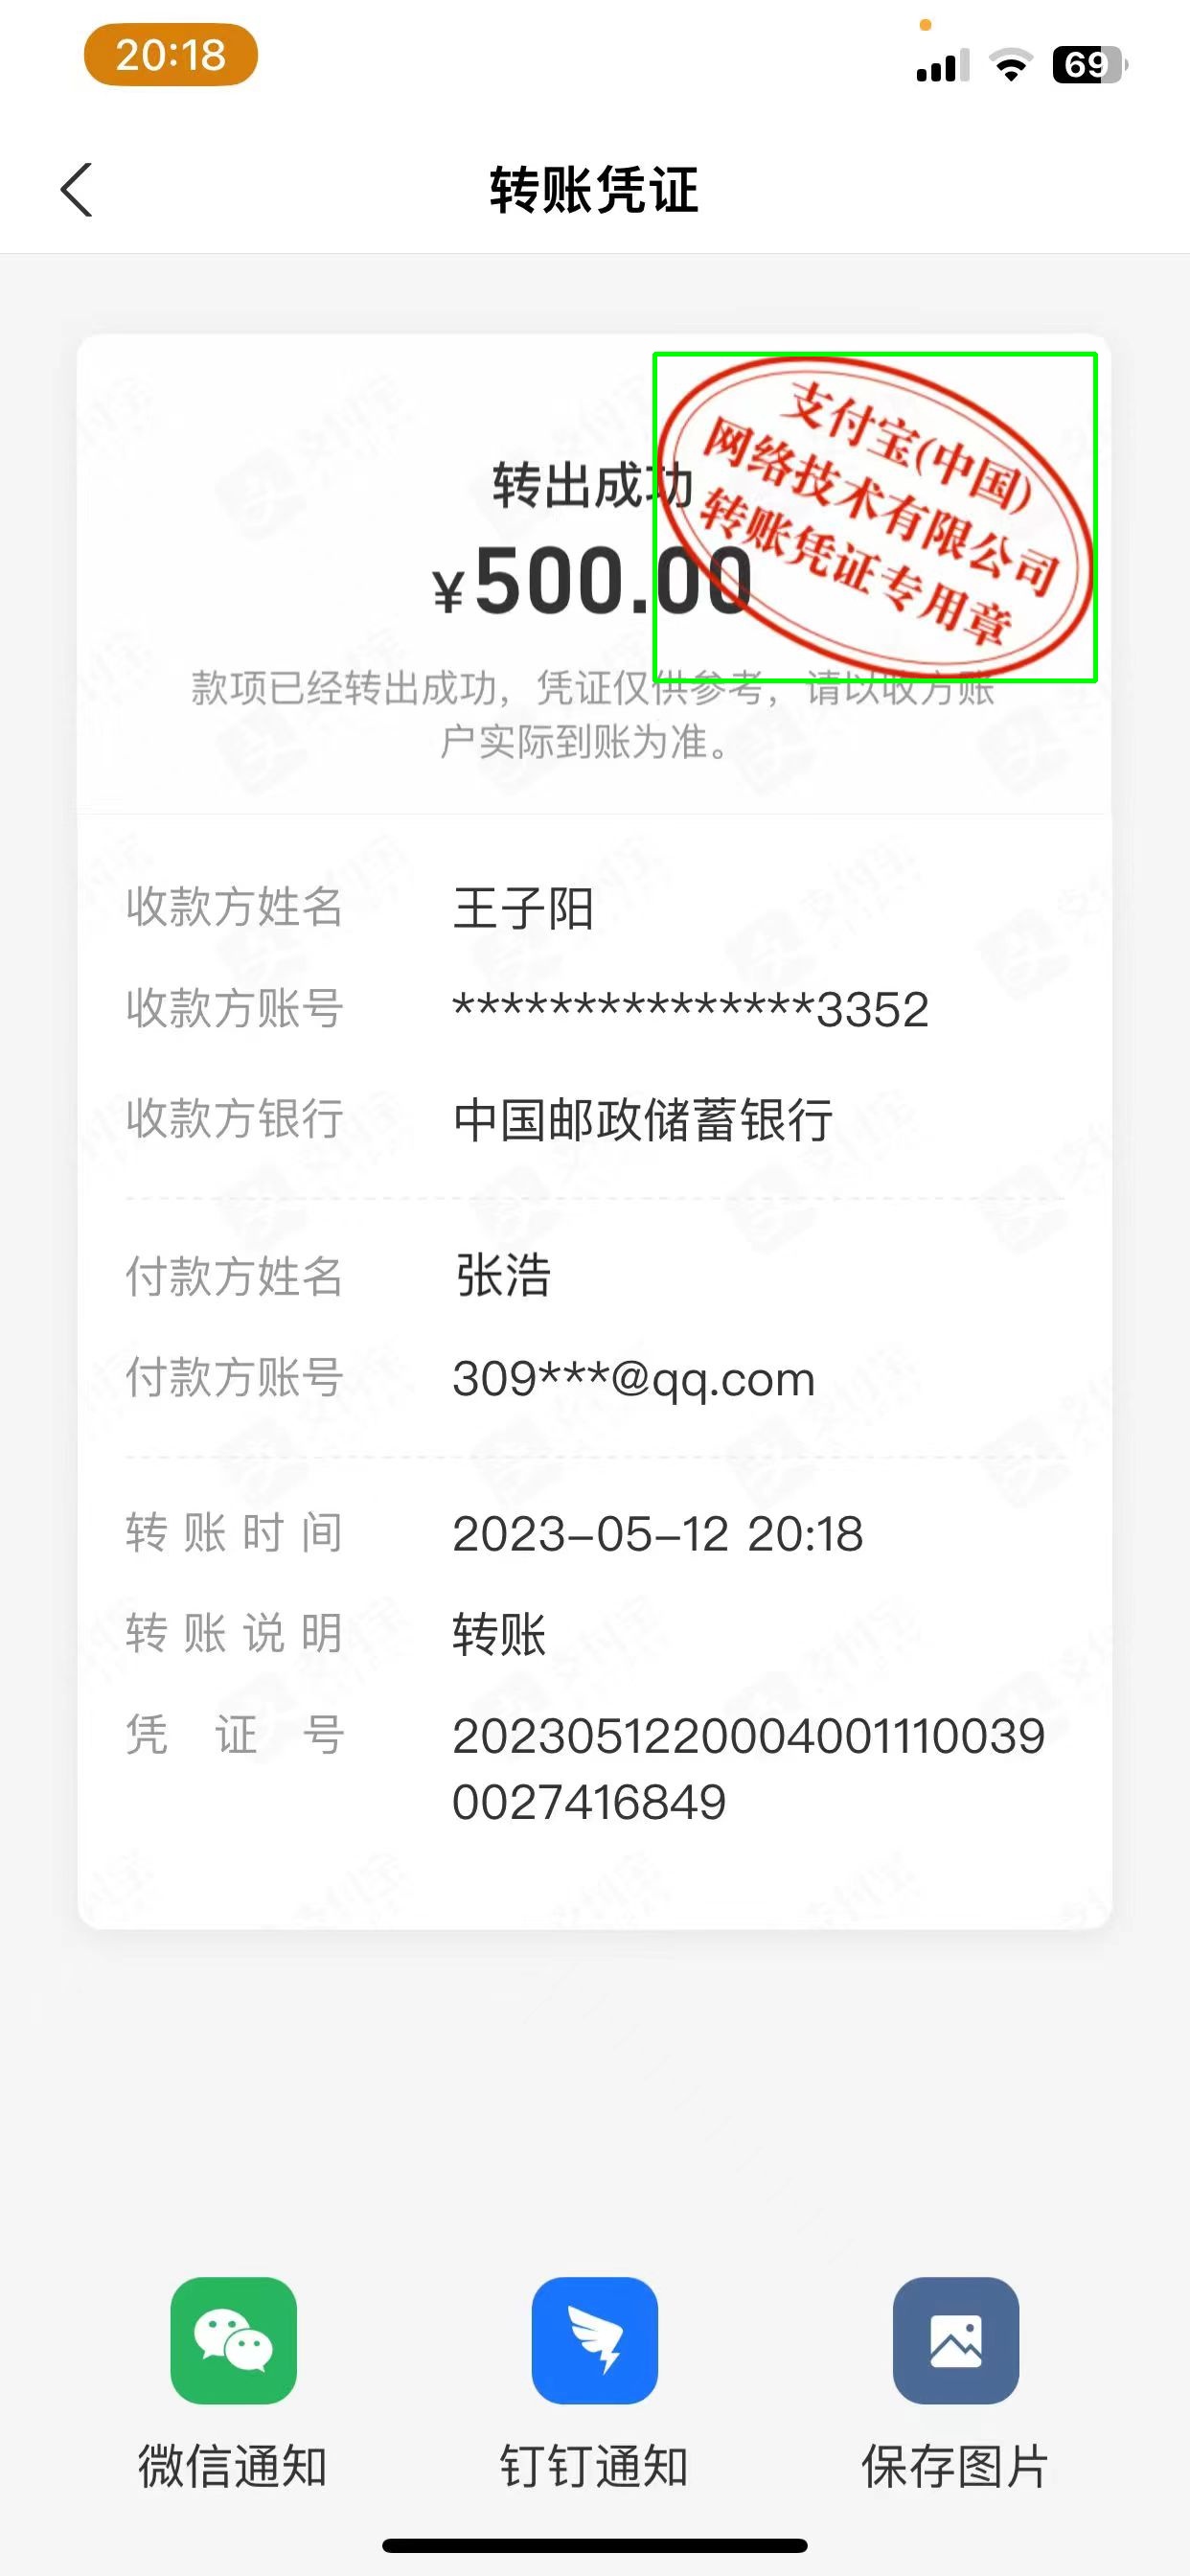 20:18
69
转账凭证
支付宝(中国)
网络技术有限公司
转账凭证专用章
转出成功
¥500.00
款项已经转出成功，凭证仅供参考，请以收方账
户实际到账为准。
收款方姓名 王子阳
收款方账号 ***************3352
收款方银行 中国邮政储蓄银行
付款方姓名 张浩
付款方账号 309***@qq.com
转账时间 2023-05-12 20:18
转账说明 转账
凭证号 2023051220004001110039
0027416849
微信通知 钉钉通知 保存图片